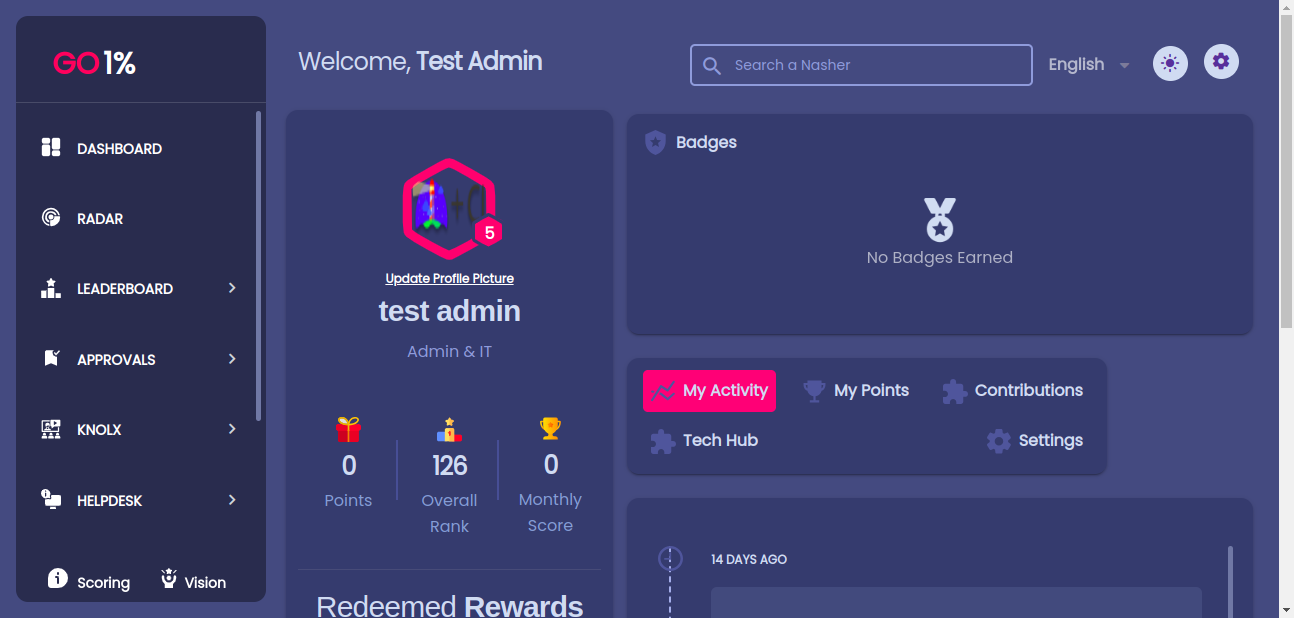 GO 1%
Welcome, Test Admin
Search a Nasher
English
DASHBOARD
RADAR
LEADERBOARD
APPROVALS
KNOLX
HELPDESK
Scoring
Vision
5
Update Profile Picture
test admin
Admin & IT
0
Points
126
Overall
Rank
0
Monthly
Score
Redeemed Rewards
Badges
No Badges Earned
My Activity
My Points
Contributions
Tech Hub
Settings
14 DAYS AGO